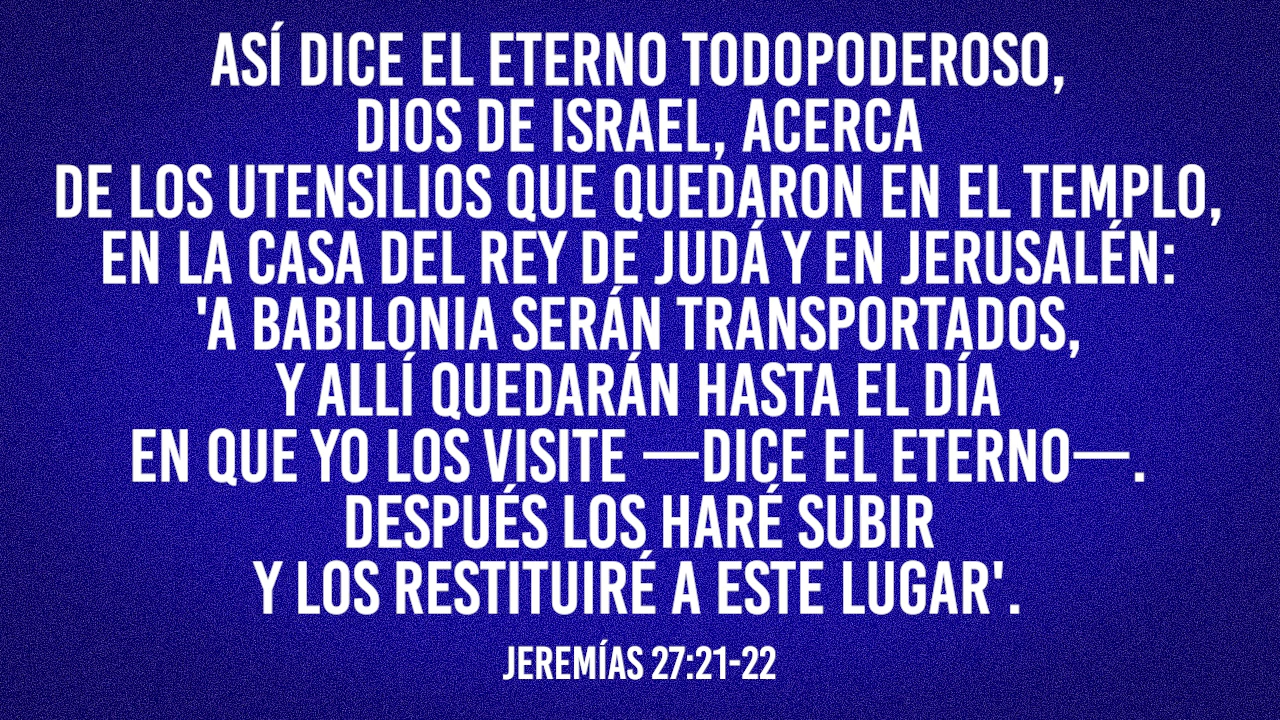 ASÍ DICE EL ETERNO TODOPODEROSO,
DIOS DE ISRAEL, ACERCA
DE LOS UTENSILIOS QUE QUEDARON EN EL TEMPLO,
EN LA CASA DEL REY DE JUDÁ Y EN JERUSALÉN:
'A BABILONIA SERÁN TRANSPORTADOS,
Y ALLÍ QUEDARÁN HASTA EL DÍA
EN QUE YO LOS VISITE —DICE EL ETERNO—.
DESPUÉS LOS HARÉ SUBIR
Y LOS RESTITUIRÉ A ESTE LUGAR'.
JEREMÍAS 27:21-22